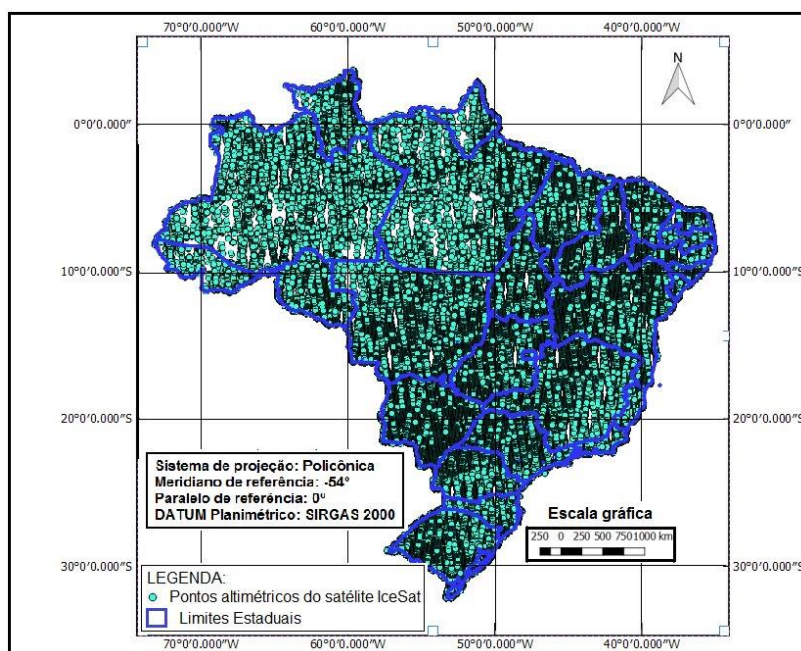 70°0′0.000″W 60°0′0.000″W 50°0′0.000″W 40°0′0.000″W
N
0°0′0.000″ 0°0′0.000″
10°0′0.000″S 10°0′0.000″S
20°0′0.000″S 20°0′0.000″S
Sistema de projeção: Policônica
Meridiano de referência: -54°
Paralelo de referência: 0º
DATUM Planimétrico: SIRGAS 2000
Escala gráfica
250 0 250 500 750 1000 km
30°0′0.000″S 30°0′0.000″S
LEGENDA:
Pontos altimétricos do satélite IceSat
Limites Estaduais
70°0′0.000″W 60°0′0.000″W 50°0′0.000″W 40°0′0.000″W